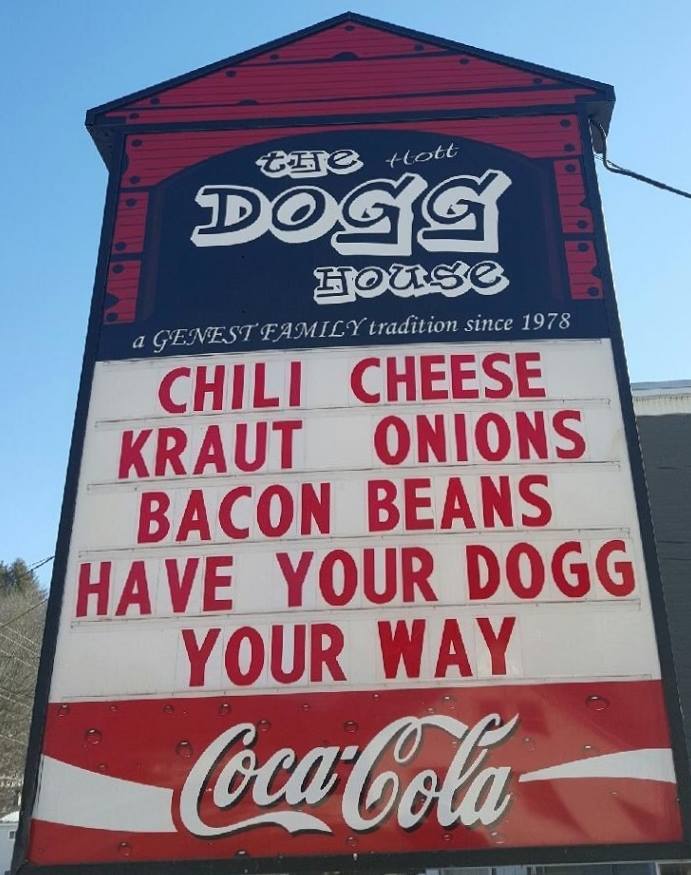 THE Hott
DOGG
HOUSE
a GENEST FAMILY tradition since 1978
CHILI CHEESE
KRAUT ONIONS
BACON BEANS
HAVE YOUR DOGG
YOUR WAY
Coca-Cola